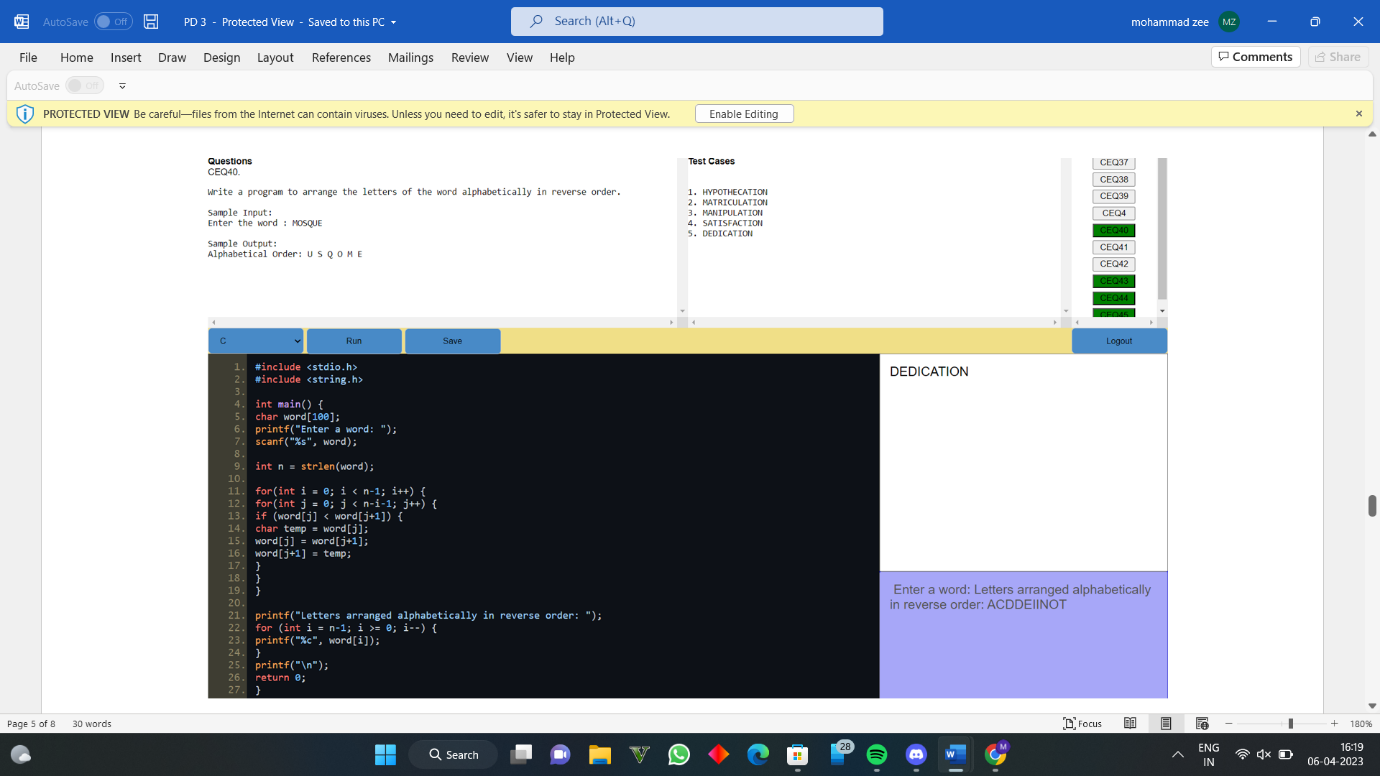 AutoSave Off PD 3 - Protected View - Saved to this PC Search (Alt+Q) mohammad zee MZ
File Home Insert Draw Design Layout References Mailings Review View Help Comments Share
AutoSave Off
PROTECTED VIEW Be careful—files from the Internet can contain viruses. Unless you need to edit, it's safer to stay in Protected View. Enable Editing
Questions
CEQ40.
Write a program to arrange the letters of the word alphabetically in reverse order.
Sample Input:
Enter the word : MOSQUE
Sample Output:
Alphabetical Order: U S Q O M E
Test Cases
1. HYPOTHECATION
2. MATRICULATION
3. MANIPULATION
4. SATISFACTION
5. DEDICATION
CEQ37
CEQ38
CEQ39
CEQ4
CEQ40
CEQ41
CEQ42
CEQ43
CEQ44
CEQ45
C Run Save Logout
1. #include <stdio.h>
2. #include <string.h>
3.
4. int main() {
5. char word[100];
6. printf("Enter a word: ");
7. scanf("%s", word);
8.
9. int n = strlen(word);
10.
11. for(int i = 0; i < n-1; i++) {
12. for(int j = 0; j < n-i-1; j++) {
13. if (word[j] < word[j+1]) {
14. char temp = word[j];
15. word[j] = word[j+1];
16. word[j+1] = temp;
17. }
18. }
19. }
20.
21. printf("Letters arranged alphabetically in reverse order: ");
22. for (int i = n-1; i >= 0; i--) {
23. printf("%c", word[i]);
24. }
25. printf("\n");
26. return 0;
27. }
DEDICATION
Enter a word: Letters arranged alphabetically
in reverse order: ACDDEIINOT
Page 5 of 8 30 words Focus 180%
Search 28 M ENG
IN
16:19
06-04-2023